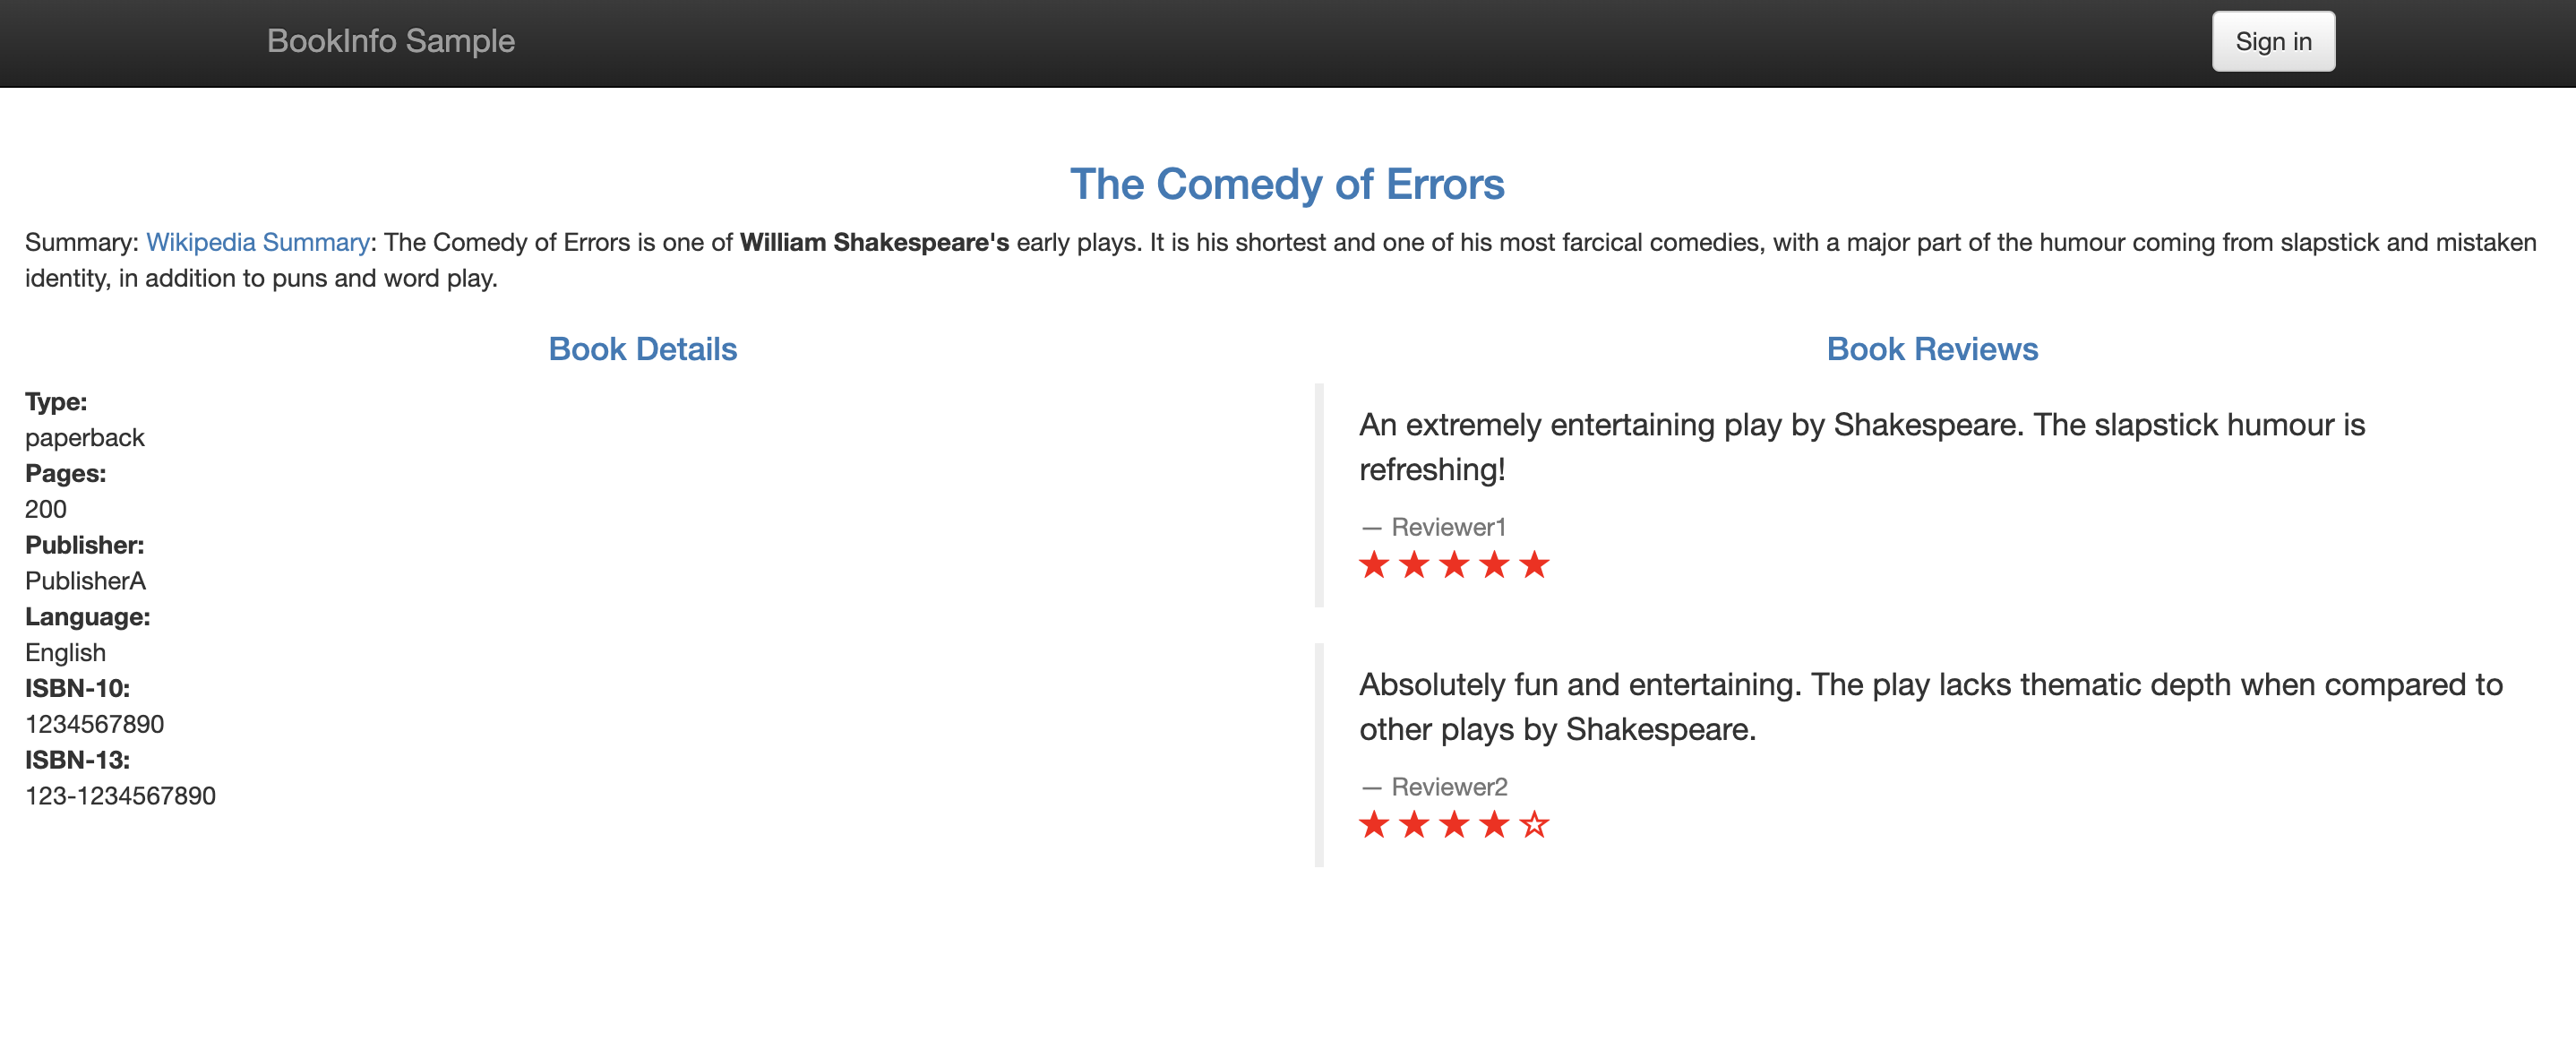 BookInfo Sample
Sign in
The Comedy of Errors
Summary: Wikipedia Summary: The Comedy of Errors is one of William Shakespeare's early plays. It is his shortest and one of his most farcical comedies, with a major part of the humour coming from slapstick and mistaken
identity, in addition to puns and word play.
Book Details
Type:
paperback
Pages:
200
Publisher:
PublisherA
Language:
English
ISBN-10:
1234567890
ISBN-13:
123-1234567890
Book Reviews
An extremely entertaining play by Shakespeare. The slapstick humour is
refreshing!
— Reviewer1
Absolutely fun and entertaining. The play lacks thematic depth when compared to
other plays by Shakespeare.
— Reviewer2